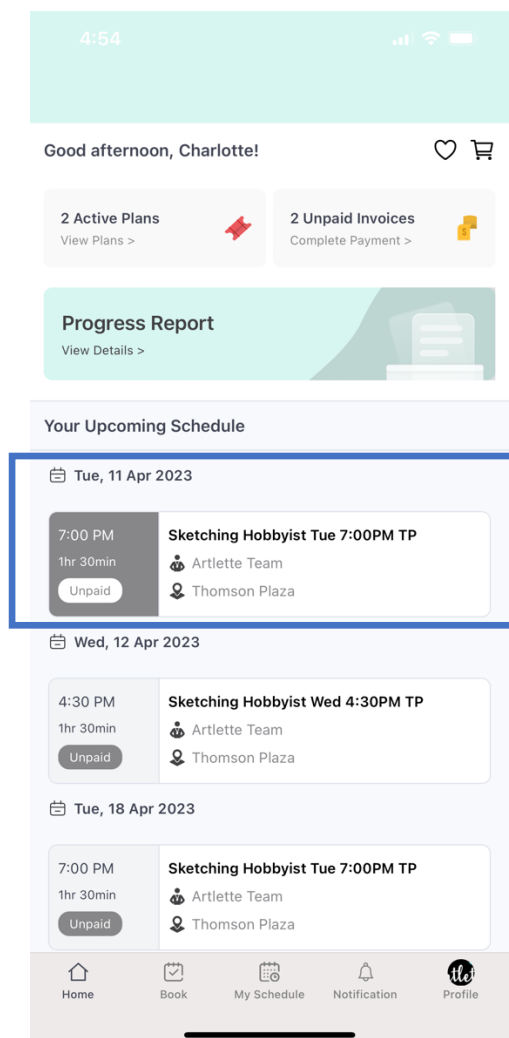 4:54
Good afternoon, Charlotte!
2 Active Plans
View Plans >
2 Unpaid Invoices
Complete Payment >
$
Progress Report
View Details >
Your Upcoming Schedule
Tue, 11 Apr 2023
7:00 PM
1hr 30min
Unpaid
Sketching Hobbyist Tue 7:00PM TP
Artlette Team
Thomson Plaza
Wed, 12 Apr 2023
4:30 PM
1hr 30min
Unpaid
Sketching Hobbyist Wed 4:30PM TP
Artlette Team
Thomson Plaza
Tue, 18 Apr 2023
7:00 PM
1hr 30min
Unpaid
Sketching Hobbyist Tue 7:00PM TP
Artlette Team
Thomson Plaza
Home
Book
My Schedule
Notification
Profile